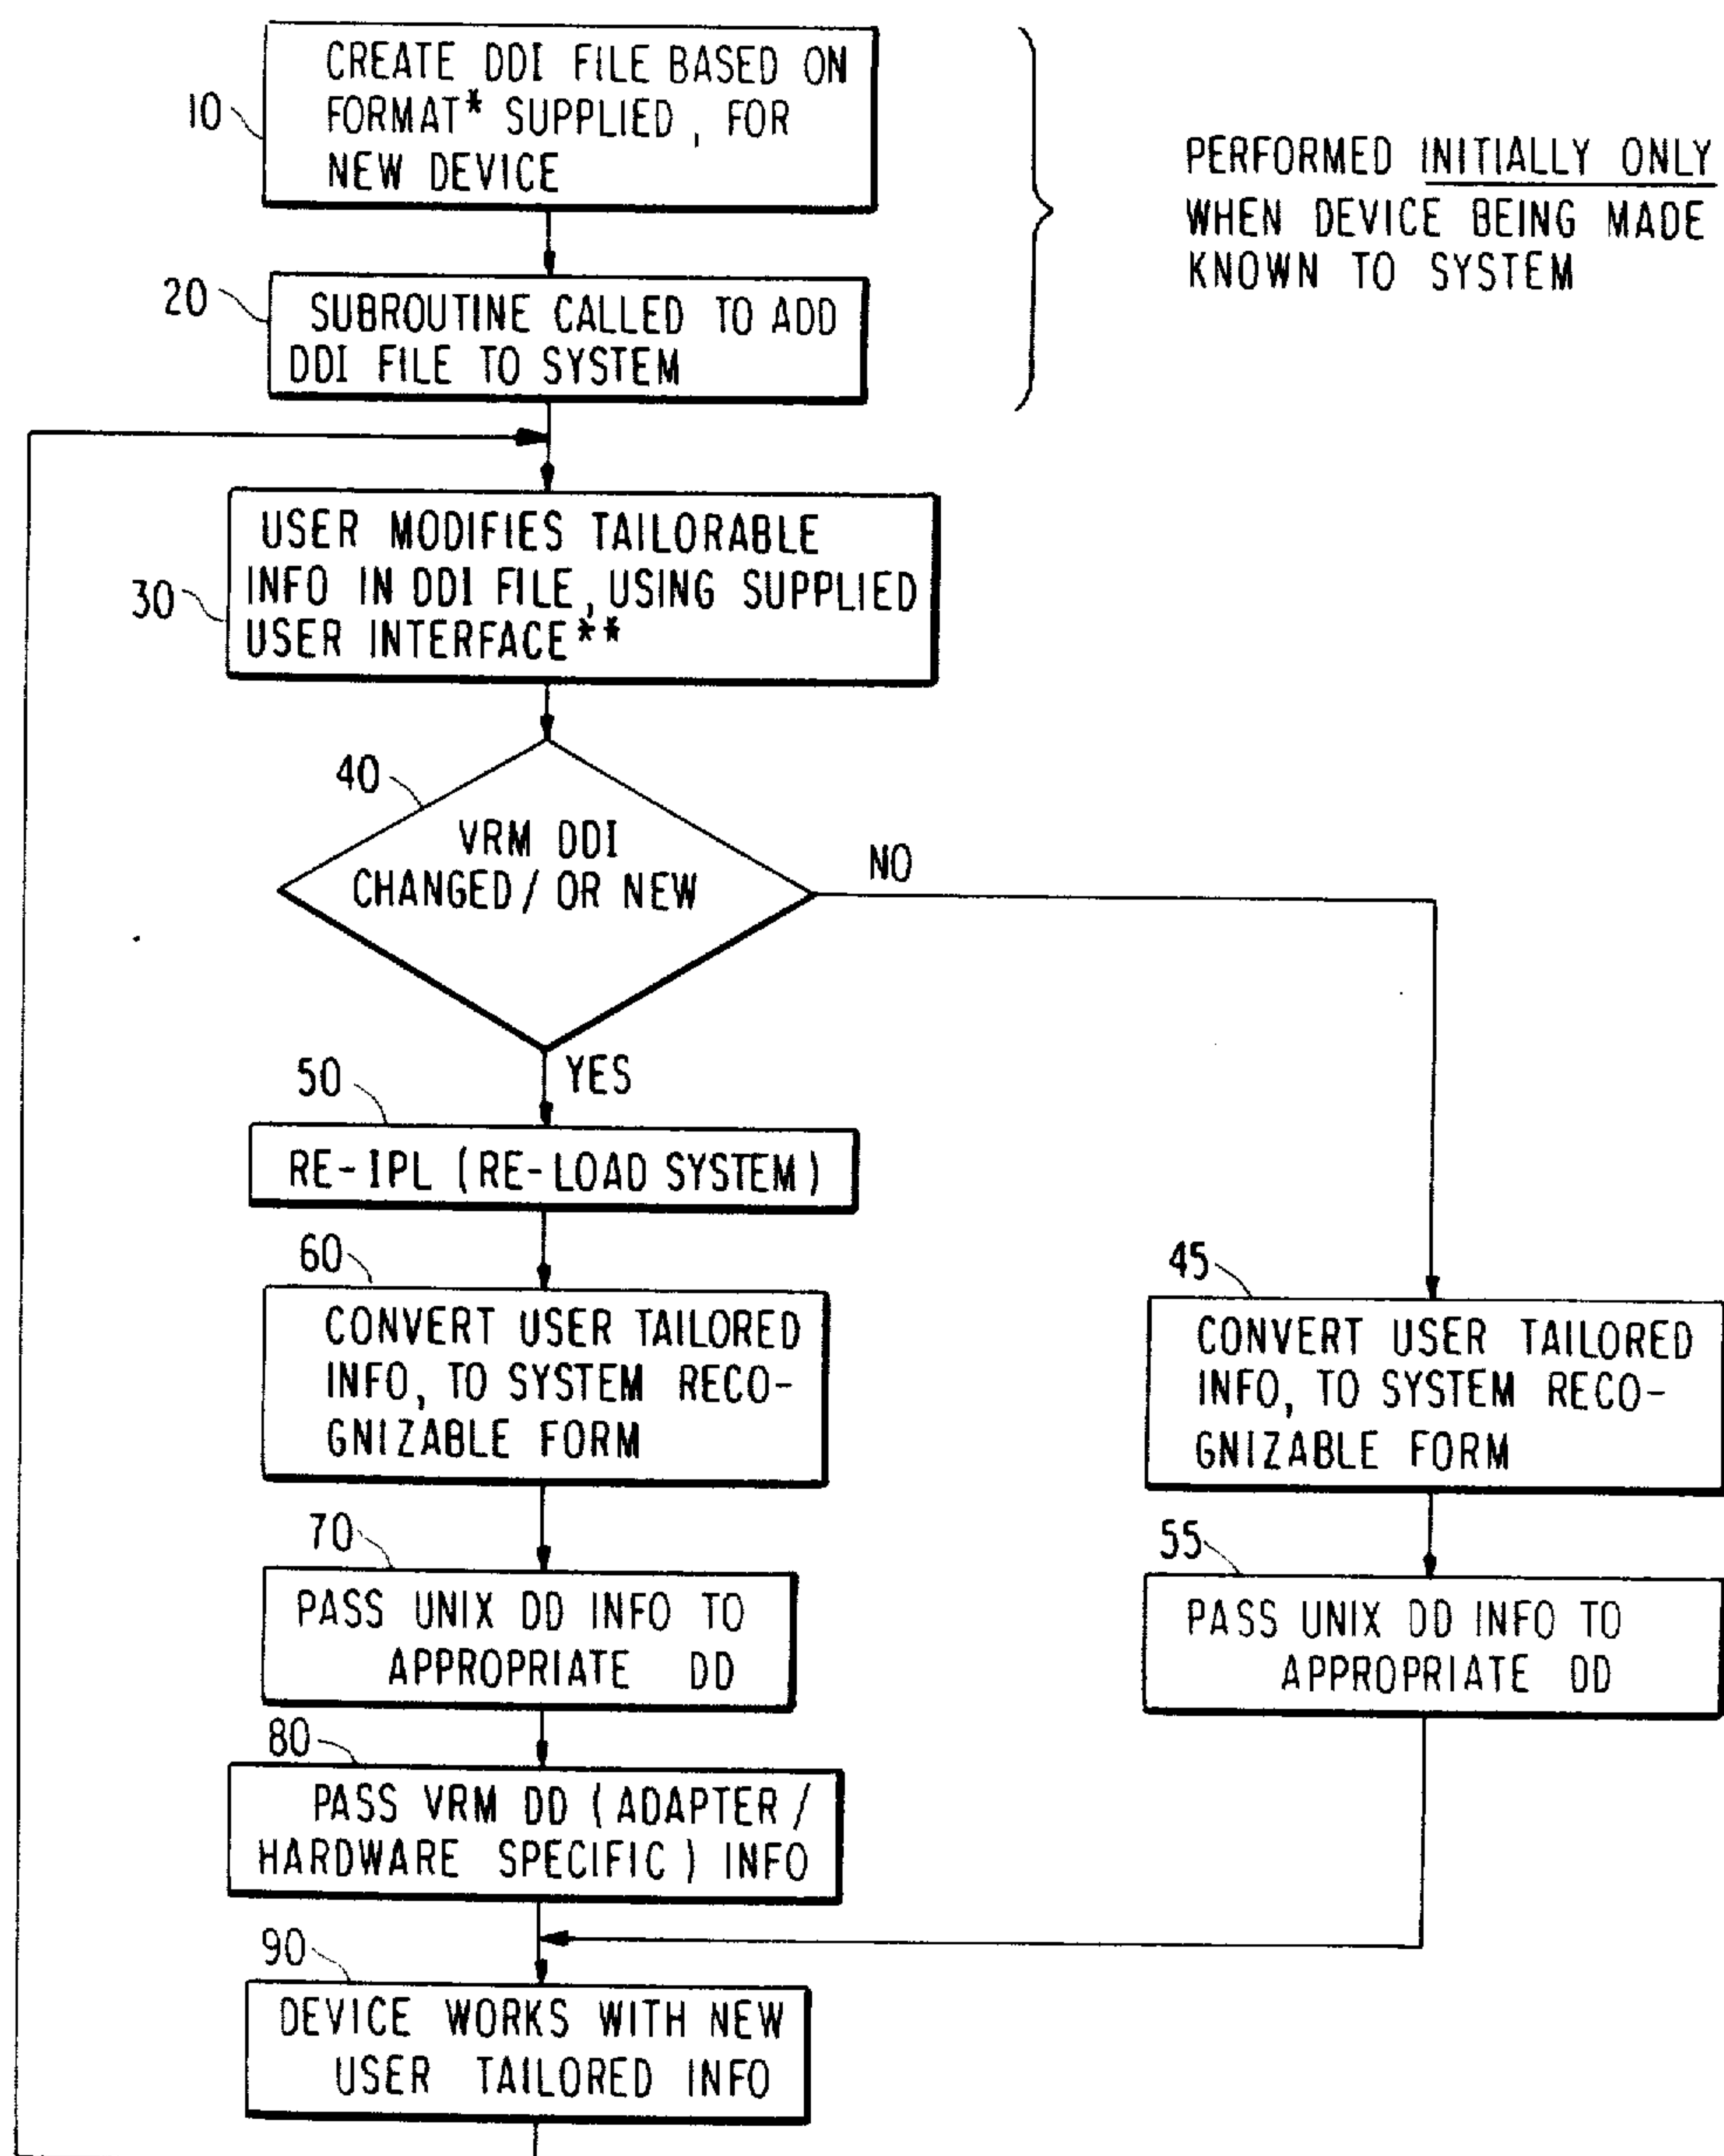 CREATE DDI FILE BASED ON
FORMAT* SUPPLIED, FOR
NEW DEVICE
10
PERFORMED INITIALLY ONLY
WHEN DEVICE BEING MADE
KNOWN TO SYSTEM
20
SUBROUTINE CALLED TO ADD
DDI FILE TO SYSTEM
USER MODIFIES TAILORABLE
INFO IN DDI FILE, USING SUPPLIED
USER INTERFACE**
30
40
VRM DDI
CHANGED / OR NEW
NO
YES
50
RE-IPL (RE-LOAD SYSTEM)
60
CONVERT USER TAILORED
INFO, TO SYSTEM RECO-
GNIZABLE FORM
45
CONVERT USER TAILORED
INFO, TO SYSTEM RECO-
GNIZABLE FORM
70
PASS UNIX DD INFO TO
APPROPRIATE DD
55
PASS UNIX DD INFO TO
APPROPRIATE DD
80
PASS VRM DD (ADAPTER /
HARDWARE SPECIFIC) INFO
90
DEVICE WORKS WITH NEW
USER TAILORED INFO